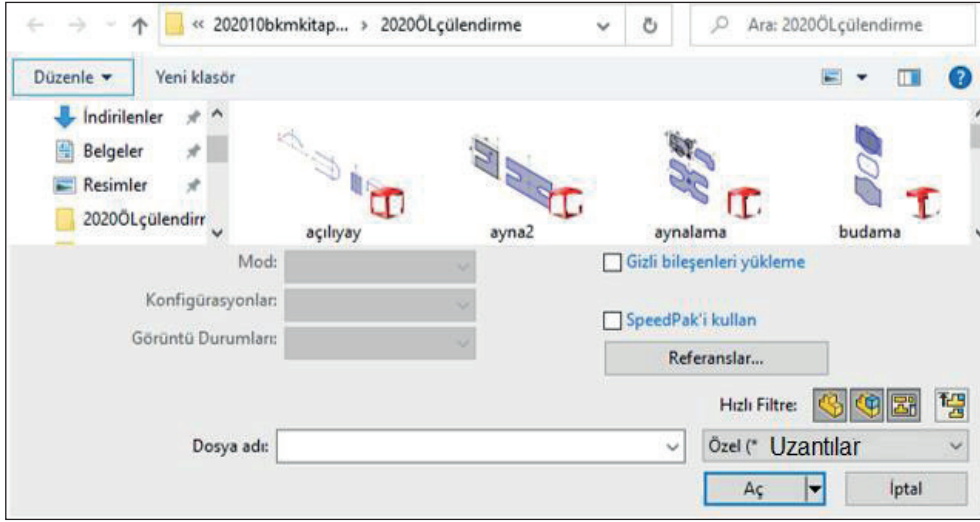 « 202010bkmkitap... > 2020ÖLçülendirme
Ara: 2020ÖLçülendirme
Düzenle
Yeni klasör
İndirilenler
Belgeler
Resimler
2020ÖLçülendirr
açılıyay
ayna2
aynalama
budama
Mod:
Gizli bileşenleri yükleme
Konfigürasyonlar:
SpeedPak'i kullan
Görüntü Durumları:
Referanslar...
Hızlı Filtre:
Dosya adı:
Özel (* Uzantılar
Aç
İptal